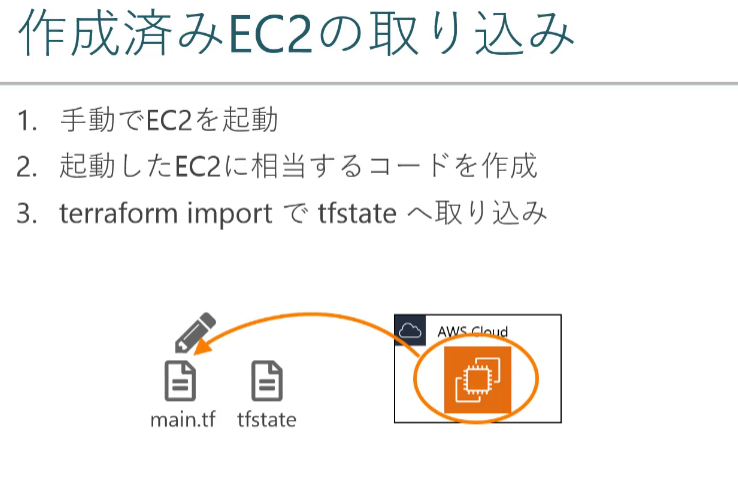 作成済みEC2の取り込み
1. 手動でEC2を起動
2. 起動したEC2に相当するコードを作成
3. terraform import で tfstate へ取り込み
AWS Cloud
main.tf tfstate